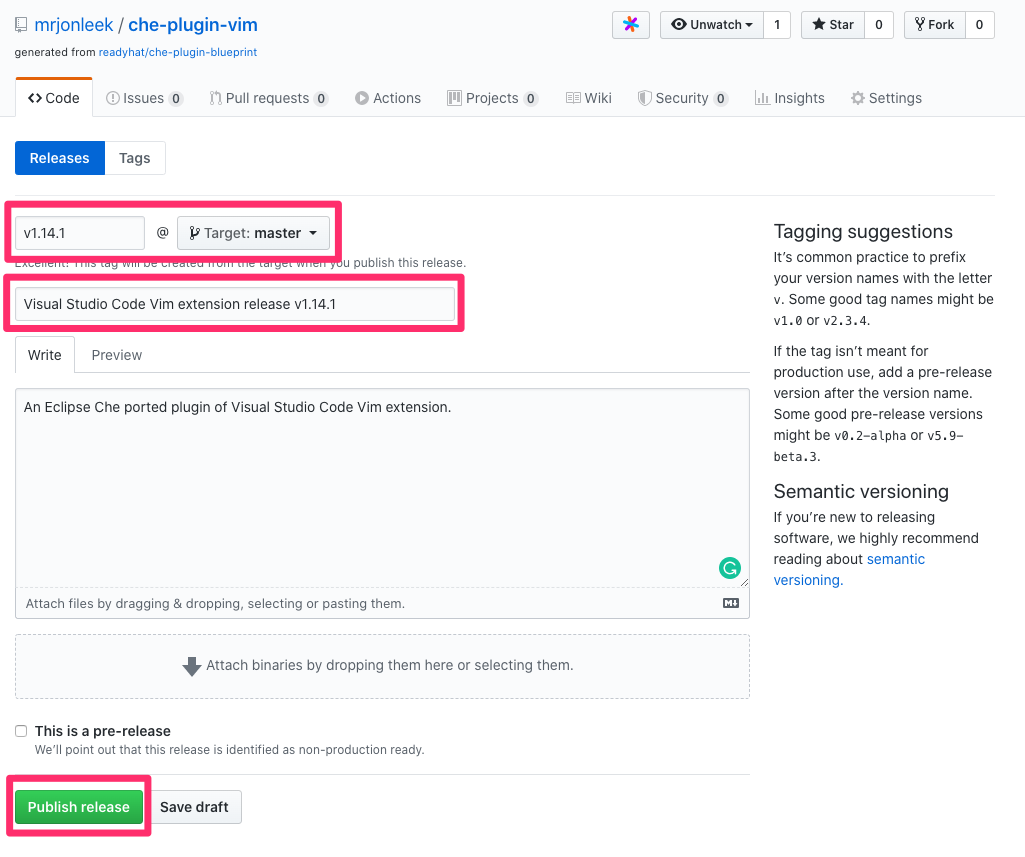 mrjonleek / che-plugin-vim
Unwatch 1 Star 0 Fork 0
generated from readyhat/che-plugin-blueprint
Code Issues 0 Pull requests 0 Actions Projects 0 Wiki Security 0 Insights Settings
Releases Tags
v1.14.1 @ Target: master
Excellent! This tag will be created from the target when you publish this release.
Visual Studio Code Vim extension release v1.14.1
Write Preview
An Eclipse Che ported plugin of Visual Studio Code Vim extension.
Attach files by dragging & dropping, selecting or pasting them.
Attach binaries by dropping them here or selecting them.
This is a pre-release
We’ll point out that this release is identified as non-production ready.
Publish release Save draft
Tagging suggestions
It’s common practice to prefix
your version names with the letter
v. Some good tag names might be
v1.0 or v2.3.4.
If the tag isn’t meant for
production use, add a pre-release
version after the version name.
Some good pre-release versions
might be v0.2-alpha or v5.9-
beta.3.
Semantic versioning
If you’re new to releasing
software, we highly recommend
reading about semantic
versioning.